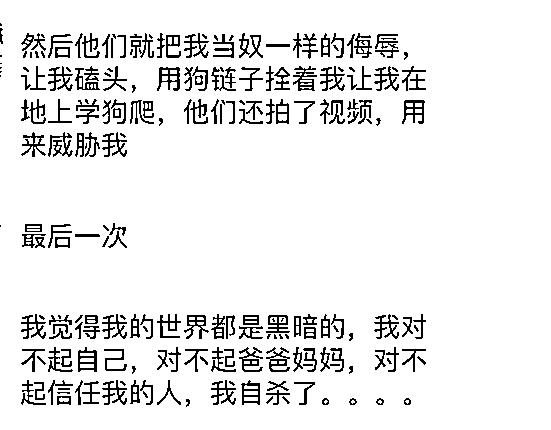 然后他们就把我当奴一样的侮辱，
让我磕头，用狗链子拴着我让我在
地上学狗爬，他们还拍了视频，用
来威胁我
最后一次
我觉得我的世界都是黑暗的，我对
不起自己，对不起爸爸妈妈，对不
起信任我的人，我自杀了。。。。